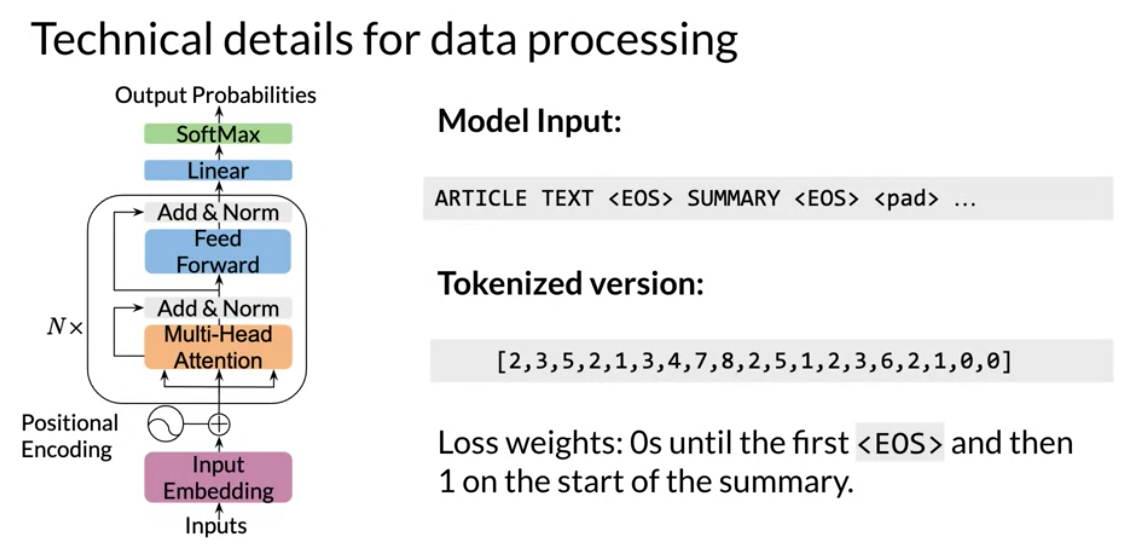 Technical details for data processing
Output Probabilities
SoftMax
Linear
Add & Norm
Feed
Forward
Add & Norm
Multi-Head
Attention
N×
Positional
Encoding
Input
Embedding
Inputs
Model Input:
ARTICLE TEXT <EOS> SUMMARY <EOS> <pad> ...
Tokenized version:
[2,3,5,2,1,3,4,7,8,2,5,1,2,3,6,2,1,0,0]
Loss weights: 0s until the first <EOS> and then
1 on the start of the summary.